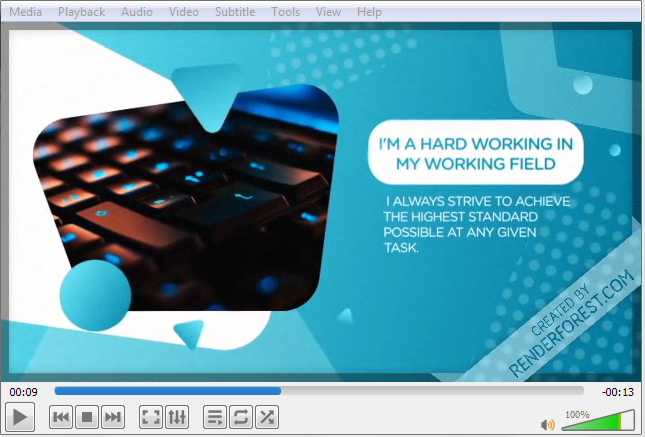 Media Playback Audio Video Subtitle Tools View Help
I'M A HARD WORKING IN
MY WORKING FIELD
I ALWAYS STRIVE TO ACHIEVE
THE HIGHEST STANDARD
POSSIBLE AT ANY GIVEN
TASK.
CREATED BY
RENDERFOREST.COM
00:09 -00:13
100%